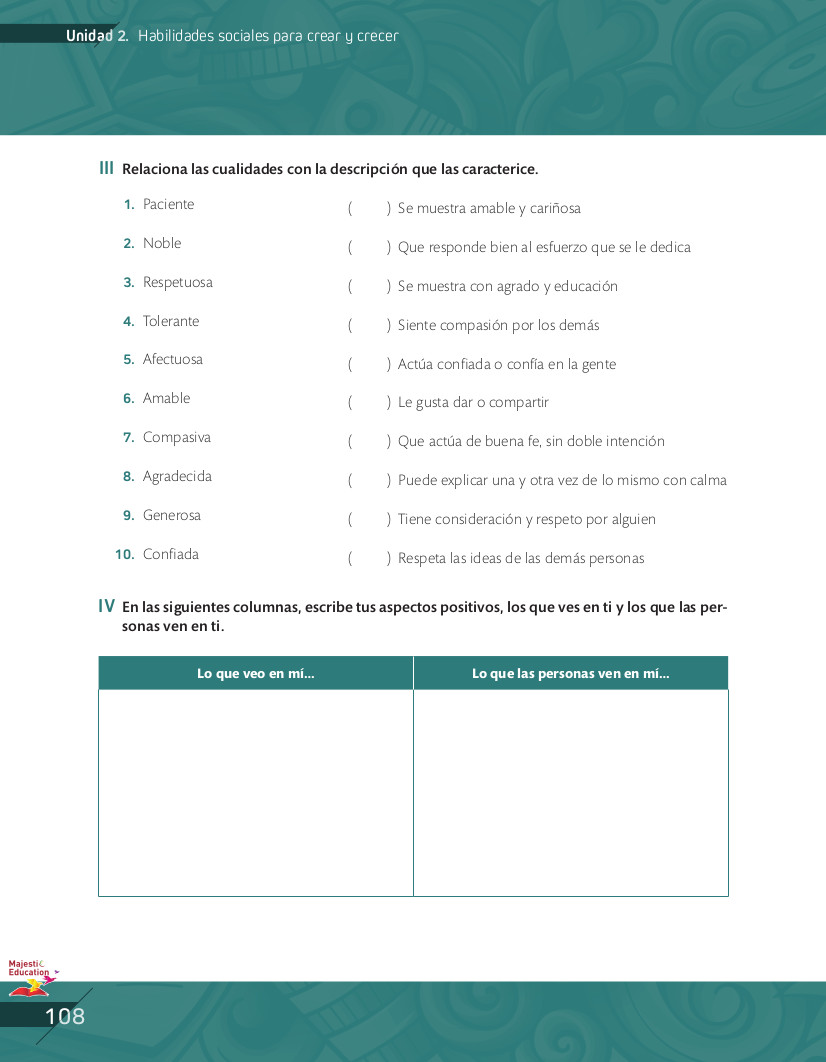 Unidad 2. Habilidades sociales para crear y crecer
III Relaciona las cualidades con la descripción que las caracterice.
1. Paciente ( ) Se muestra amable y cariñosa
2. Noble ( ) Que responde bien al esfuerzo que se le dedica
3. Respetuosa ( ) Se muestra con agrado y educación
4. Tolerante ( ) Siente compasión por los demás
5. Afectuosa ( ) Actúa confiada o confía en la gente
6. Amable ( ) Le gusta dar o compartir
7. Compasiva ( ) Que actúa de buena fe, sin doble intención
8. Agradecida ( ) Puede explicar una y otra vez de lo mismo con calma
9. Generosa ( ) Tiene consideración y respeto por alguien
10. Confiada ( ) Respeta las ideas de las demás personas
IV En las siguientes columnas, escribe tus aspectos positivos, los que ves en ti y los que las per-
sonas ven en ti.
Lo que veo en mí... Lo que las personas ven en mí...
Majestic
Education
108